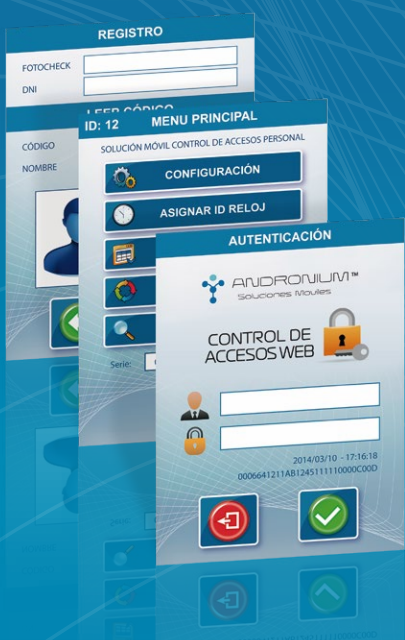 REGISTRO
FOTOCHECK
DNI
LEER CÓDIGO
CÓDIGO
NOMBRE
ID: 12 MENU PRINCIPAL
SOLUCIÓN MÓVIL CONTROL DE ACCESOS PERSONAL
CONFIGURACIÓN
ASIGNAR ID RELOJ
Serie:
AUTENTICACIÓN
ANDRONIUM™
Soluciones Moviles
CONTROL DE
ACCESOS WEB
2014/03/10 - 17:16:18
0006641211AB1245111110000C00D